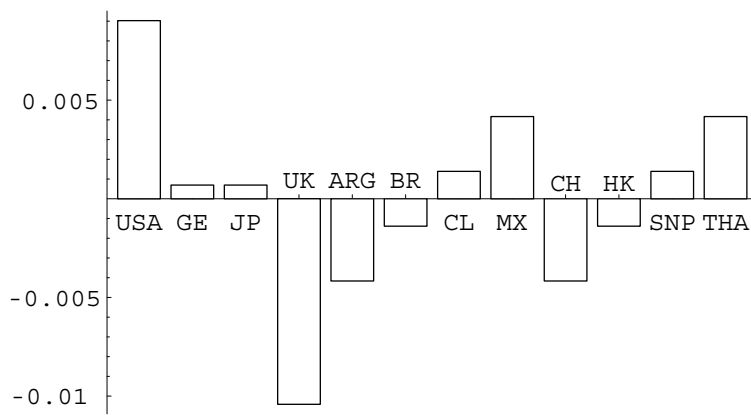 0.005
UK ARG BR CH HK
USA GE JP CL MX SNP THA
-0.005
-0.01